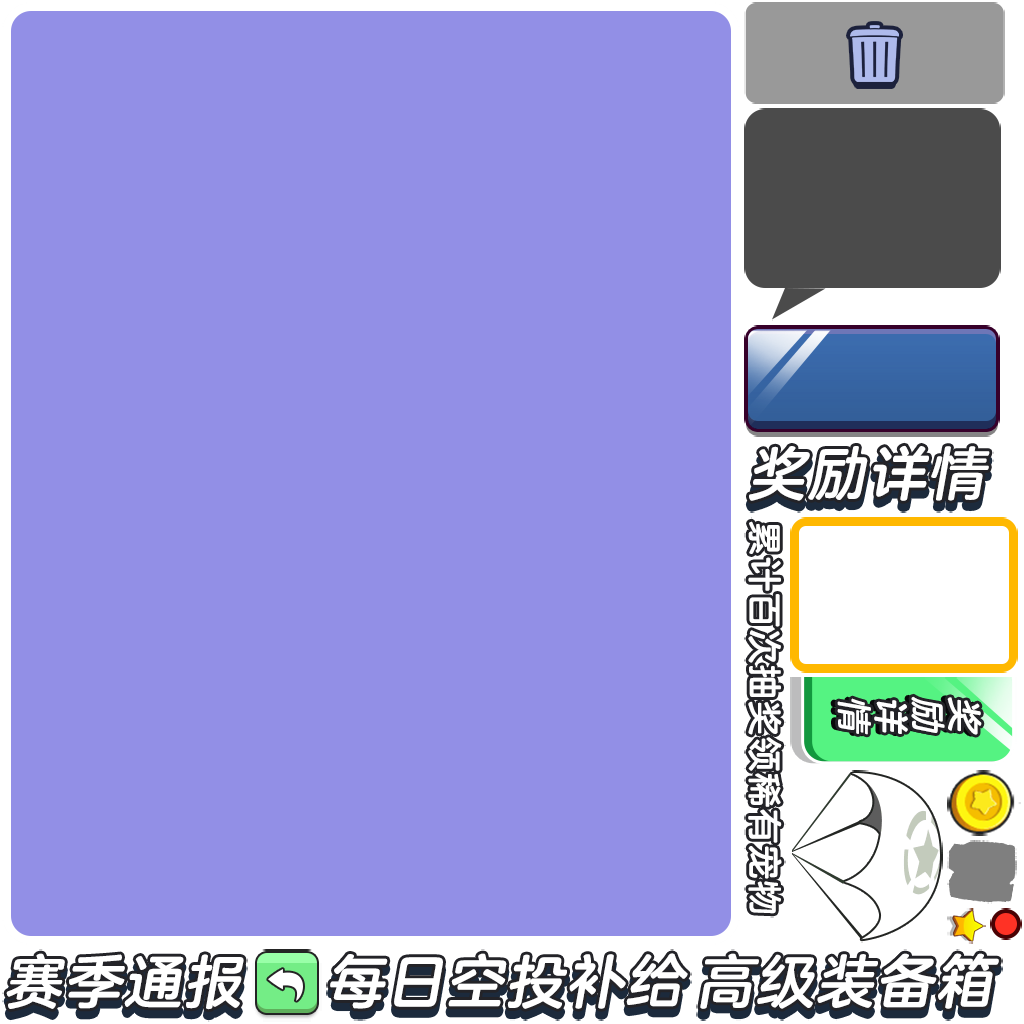 奖励详情
累计百次抽奖领稀有宠物
奖励
详情
赛季通报
每日空投补给
高级装备箱